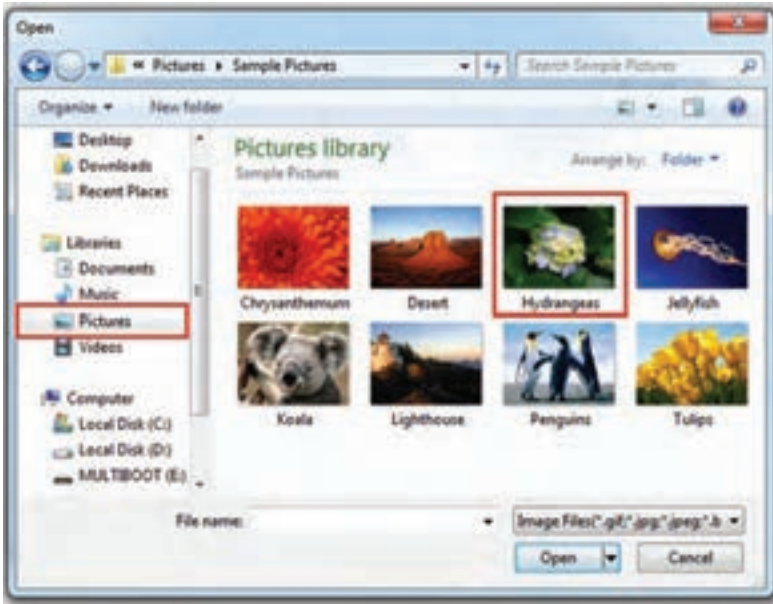 Open
« Pictures ▸ Sample Pictures
Search Sample Pictures
Organize
New folder
Desktop
Downloads
Recent Places
Libraries
Documents
Music
Pictures
Videos
Computer
Local Disk (C:)
Local Disk (D:)
MULTIBOOT (E:)
Pictures library
Sample Pictures
Arrange by: Folder
Chrysanthemum Desert Hydrangeas Jellyfish
Koala Lighthouse Penguins Tulips
File name:
Image Files(*.gif;*.jpg;*.jpeg;*.b
Open
Cancel